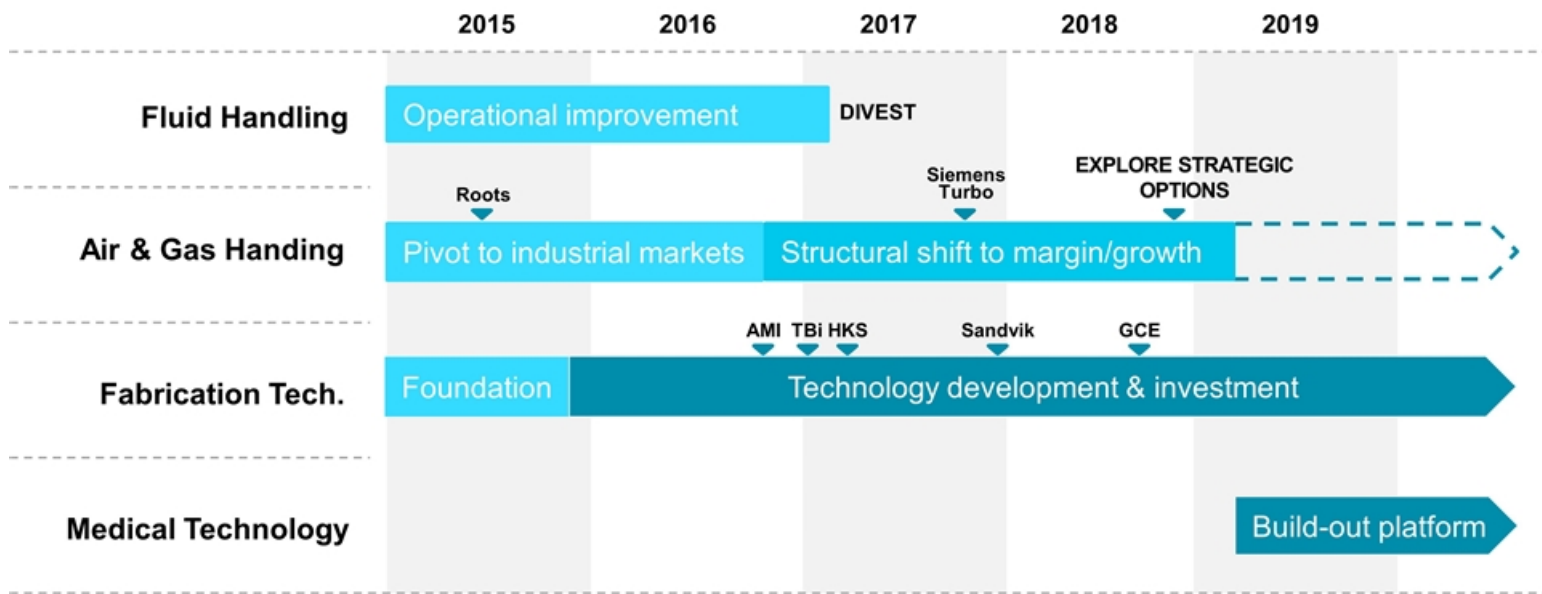 2015 2016 2017 2018 2019
Fluid Handling
Operational improvement
DIVEST
Air & Gas Handing
Roots
Siemens
Turbo
EXPLORE STRATEGIC
OPTIONS
Pivot to industrial markets
Structural shift to margin/growth
Fabrication Tech.
AMI TBi HKS Sandvik GCE
Foundation
Technology development & investment
Medical Technology
Build-out platform